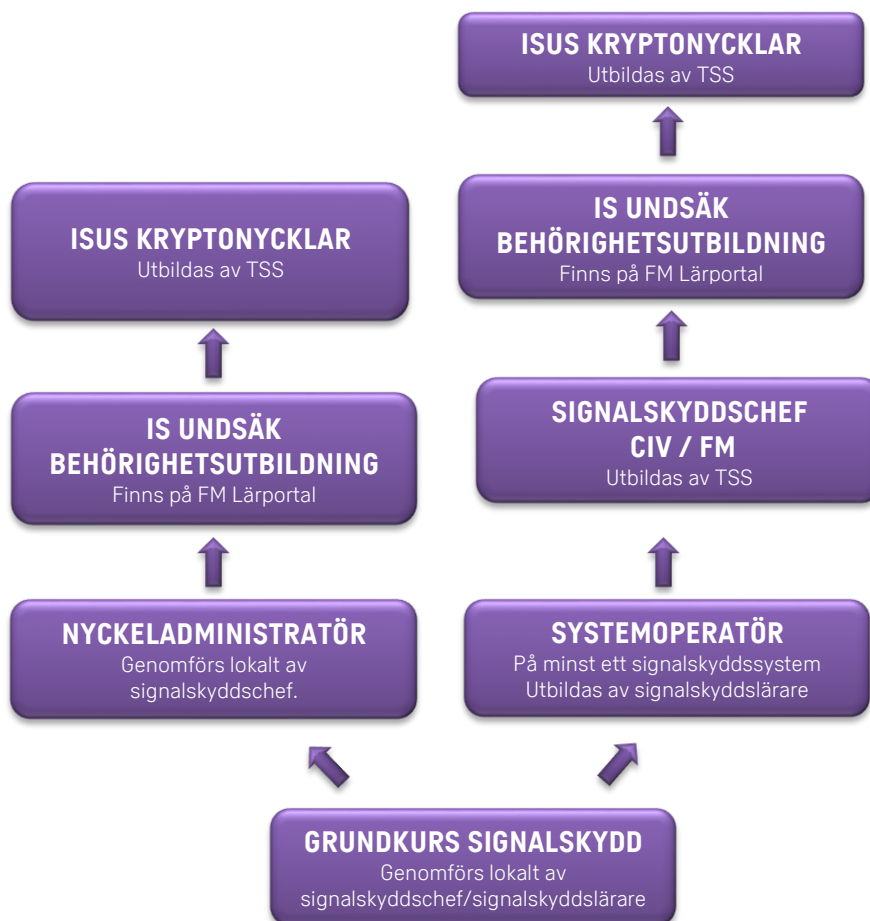 ISUS KRYPTONYCKLAR
Utbildas av TSS
IS UNDSÄK
BEHÖRIGHETSUTBILDNING
Finns på FM Lärportal
SIGNALSKYDDSCHEF
CIV / FM
Utbildas av TSS
SYSTEMOPERATÖR
På minst ett signalskyddssystem
Utbildas av signalskyddslärare
ISUS KRYPTONYCKLAR
Utbildas av TSS
IS UNDSÄK
BEHÖRIGHETSUTBILDNING
Finns på FM Lärportal
NYCKELADMINISTRATÖR
Genomförs lokalt av
signalskyddschef.
GRUNDKURS SIGNALSKYDD
Genomförs lokalt av
signalskyddschef/signalskyddslärare